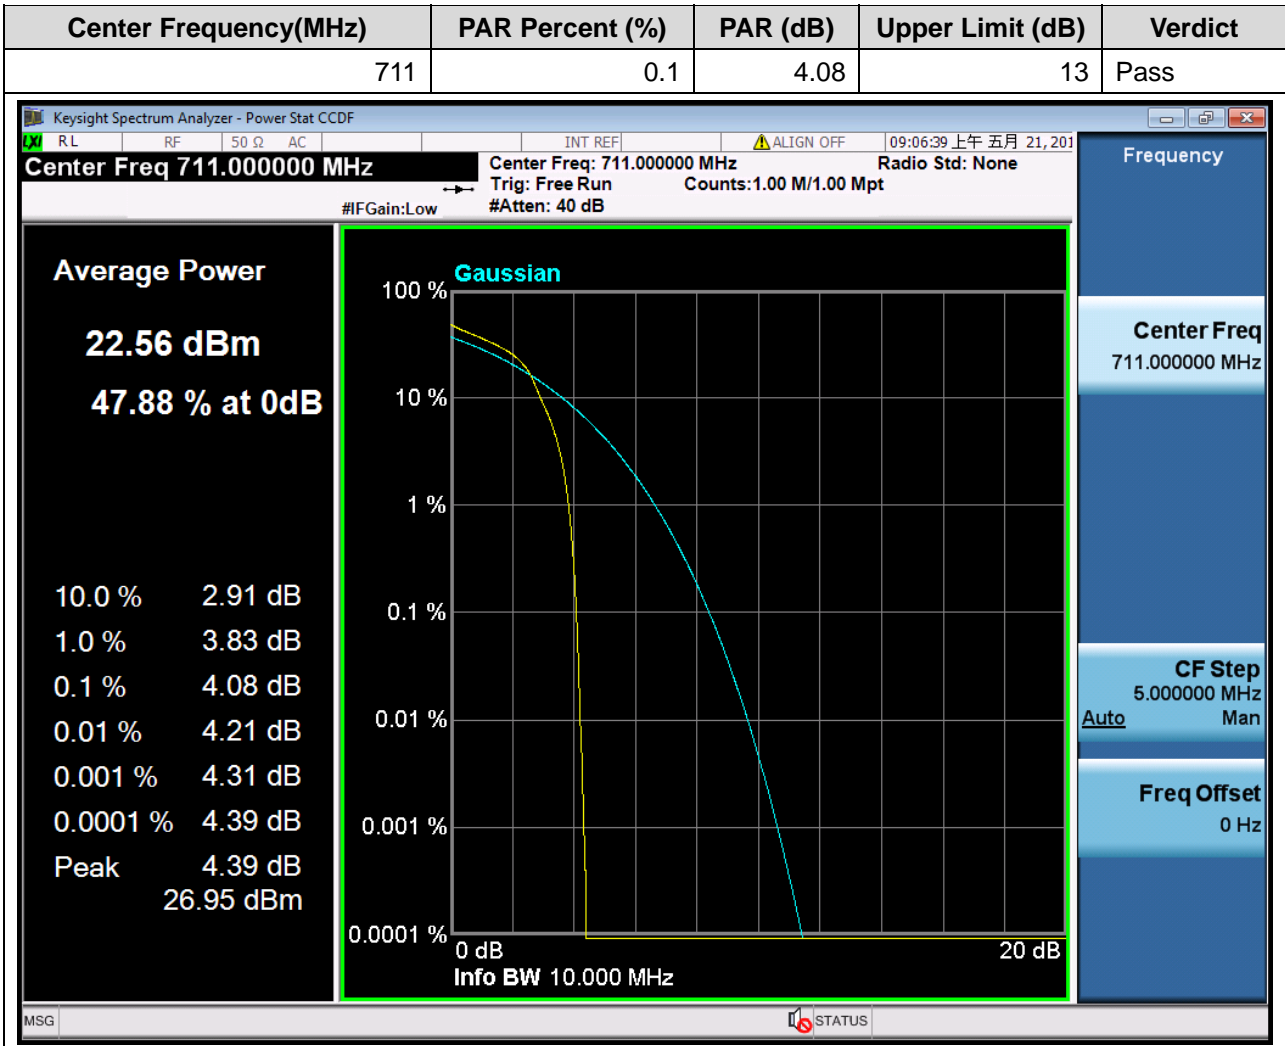 Center Frequency(MHz) PAR Percent (%) PAR (dB) Upper Limit (dB) Verdict
711 0.1 4.08 13 Pass
Keysight Spectrum Analyzer - Power Stat CCDF
LXI RL RF 50 Ω AC INT REF ALIGN OFF 09:06:39 上午 五月 21, 201
Center Freq 711.000000 MHz
Center Freq: 711.000000 MHz Radio Std: None
Trig: Free Run Counts:1.00 M/1.00 Mpt
#IFGain:Low #Atten: 40 dB
Frequency
Average Power
22.56 dBm
47.88 % at 0dB
10.0 % 2.91 dB
1.0 % 3.83 dB
0.1 % 4.08 dB
0.01 % 4.21 dB
0.001 % 4.31 dB
0.0001 % 4.39 dB
Peak 4.39 dB
26.95 dBm
Gaussian
100 %
10 %
1 %
0.1 %
0.01 %
0.001 %
0.0001 %
0 dB 20 dB
Info BW 10.000 MHz
Center Freq
711.000000 MHz
CF Step
5.000000 MHz
Auto Man
Freq Offset
0 Hz
MSG STATUS